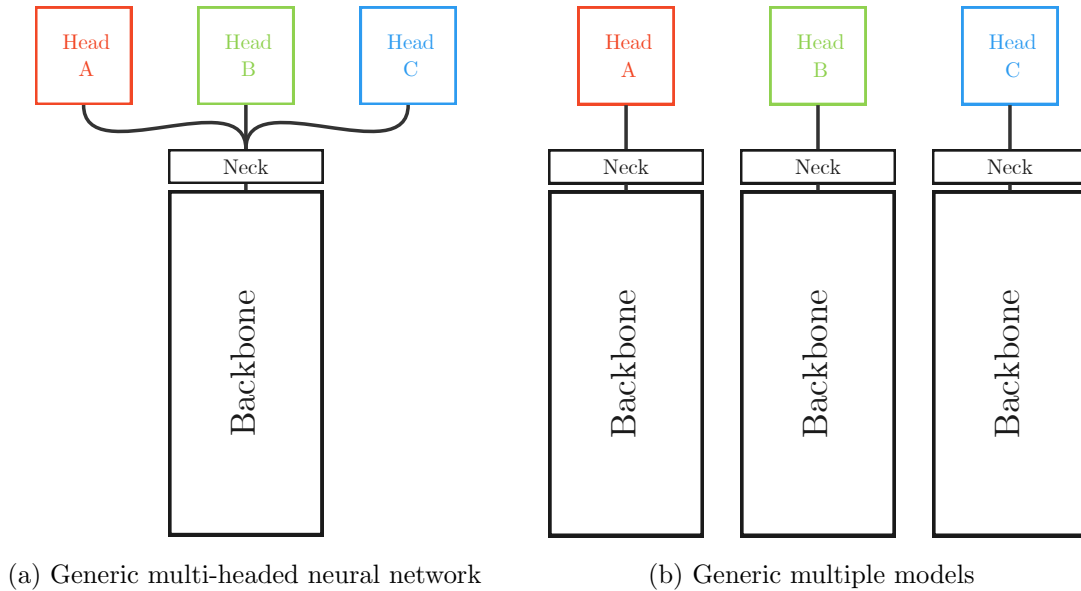 Head
A
Head
B
Head
C
Neck
Backbone
(a) Generic multi-headed neural network
Head
A
Head
B
Head
C
Neck
Neck
Neck
Backbone
Backbone
Backbone
(b) Generic multiple models